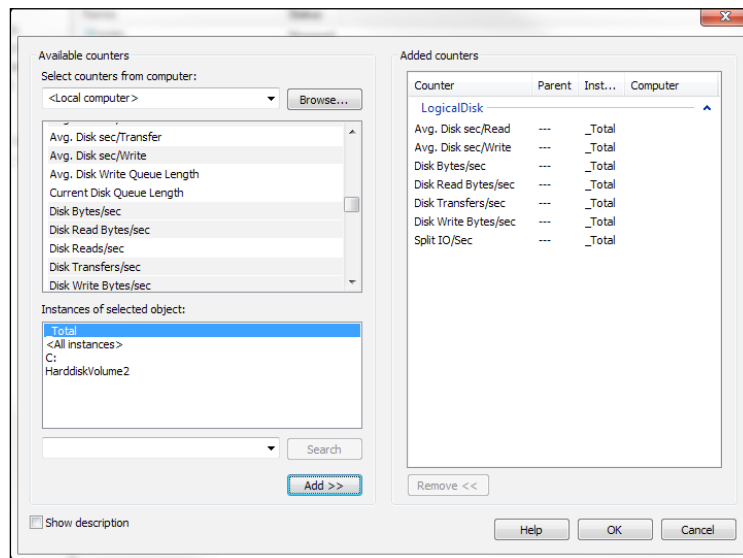 Available counters
Select counters from computer:
<Local computer>
Browse...
Avg. Disk sec/Transfer
Avg. Disk sec/Write
Avg. Disk Write Queue Length
Current Disk Queue Length
Disk Bytes/sec
Disk Read Bytes/sec
Disk Reads/sec
Disk Transfers/sec
Disk Write Bytes/sec
Instances of selected object:
_Total
<All instances>
C:
HarddiskVolume2
Search
Add >>
Show description
Added counters
Counter Parent Inst... Computer
LogicalDisk
Avg. Disk sec/Read --- _Total
Avg. Disk sec/Write --- _Total
Disk Bytes/sec --- _Total
Disk Read Bytes/sec --- _Total
Disk Transfers/sec --- _Total
Disk Write Bytes/sec --- _Total
Split IO/Sec --- _Total
Remove <<
Help OK Cancel